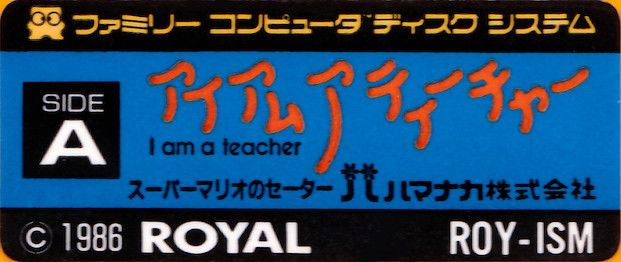 ファミリー コンピュータ ディスク システム
SIDE
A
アイアムアティーチャー
I am a teacher
スーパーマリオのセーター ハマナカ株式会社
© 1986 ROYAL ROY-ISM